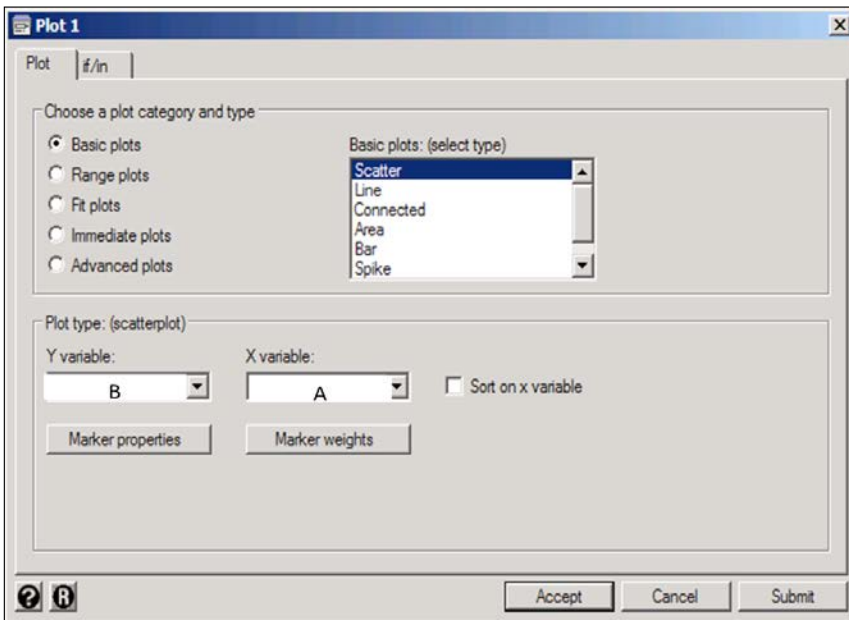 Plot 1
Plot
if/in
Choose a plot category and type
Basic plots
Range plots
Fit plots
Immediate plots
Advanced plots
Basic plots: (select type)
Scatter
Line
Connected
Area
Bar
Spike
Plot type: (scatterplot)
Y variable:
X variable:
B
A
Sort on x variable
Marker properties
Marker weights
? R
Accept
Cancel
Submit